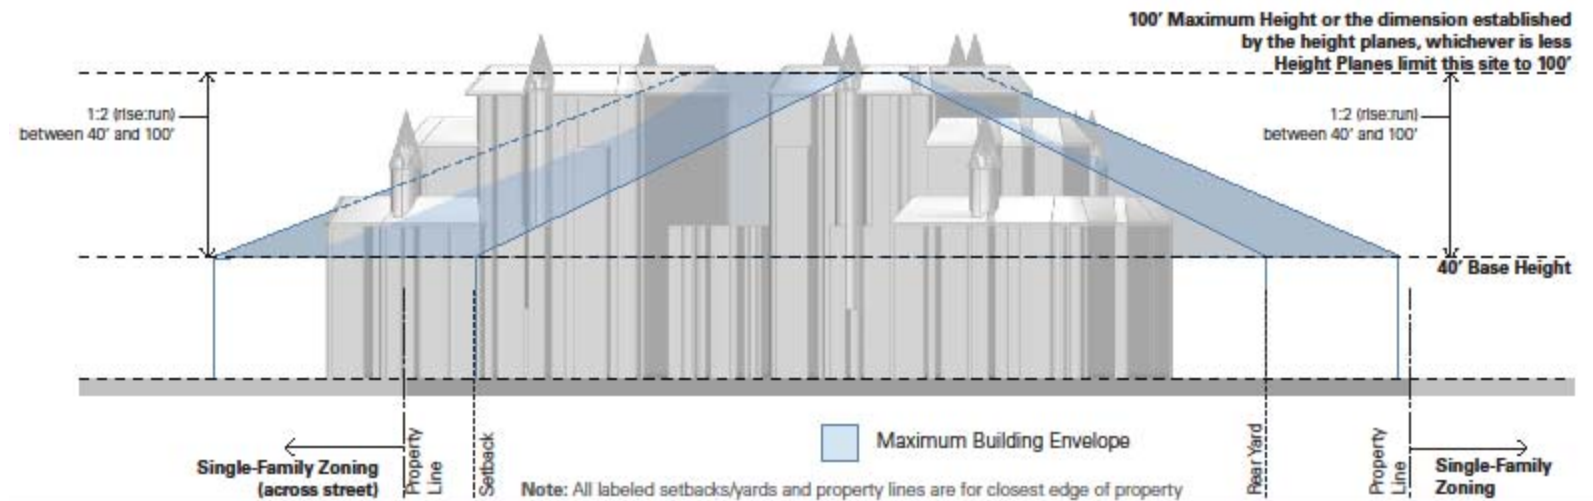 100’ Maximum Height or the dimension established
by the height planes, whichever is less
Height Planes limit this site to 100’
1:2 (rise:run)
between 40’ and 100’
1:2 (rise:run)
between 40’ and 100’
40’ Base Height
Single-Family Zoning
(across street)
Property
Line
Setback
Maximum Building Envelope
Note: All labeled setbacks/yards and property lines are for closest edge of property
Rear Yard
Property
Line
Single-Family
Zoning